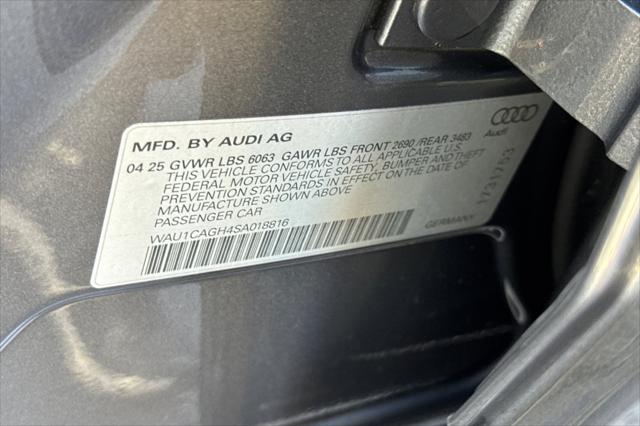 MFD. BY AUDI AG
04 25 GVWR LBS 6063 GAWR LBS FRONT 2690/REAR 3483
THIS VEHICLE CONFORMS TO ALL APPLICABLE U.S.
FEDERAL MOTOR VEHICLE SAFETY, BUMPER AND THEFT
PREVENTION STANDARDS IN EFFECT ON THE DATE OF
MANUFACTURE SHOWN ABOVE
PASSENGER CAR
WAU1CAGH4SA018816
GERMANY
Audi
1731753